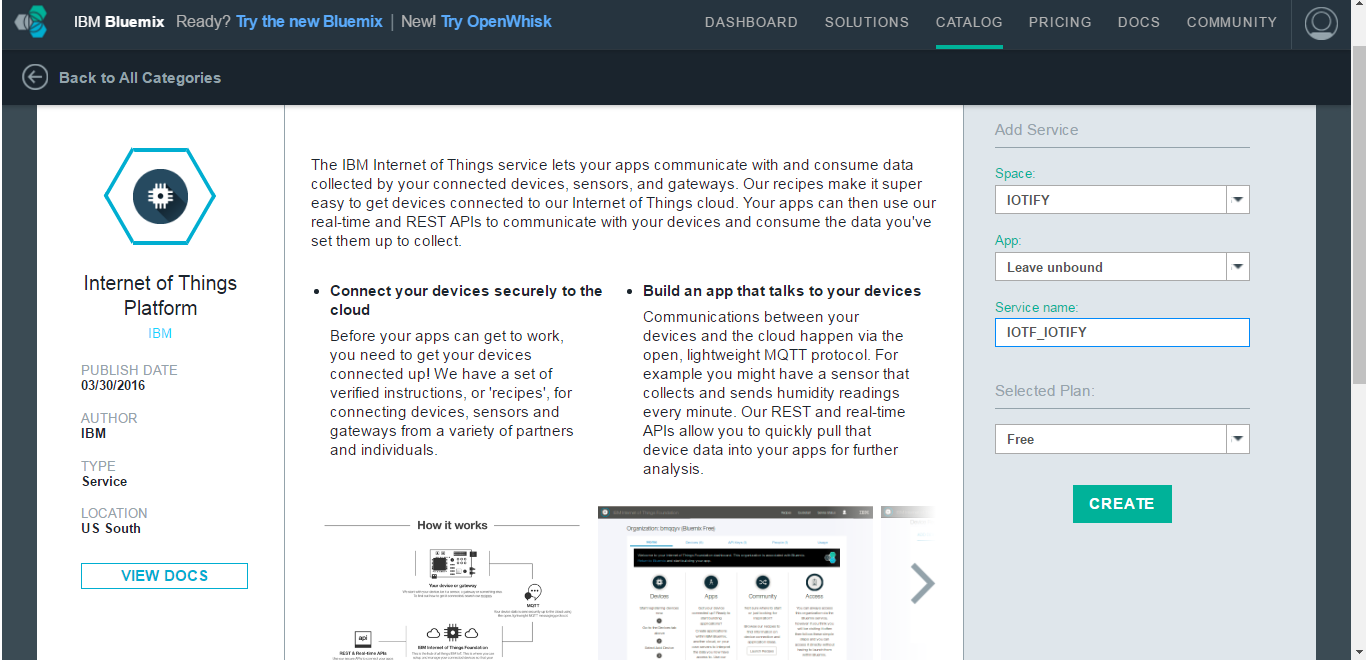 IBM Bluemix Ready? Try the new Bluemix | New! Try OpenWhisk
DASHBOARD SOLUTIONS CATALOG PRICING DOCS COMMUNITY
Back to All Categories
Internet of Things
Platform
IBM
PUBLISH DATE
03/30/2016
AUTHOR
IBM
TYPE
Service
LOCATION
US South
VIEW DOCS
The IBM Internet of Things service lets your apps communicate with and consume data
collected by your connected devices, sensors, and gateways. Our recipes make it super
easy to get devices connected to our Internet of Things cloud. Your apps can then use our
real-time and REST APIs to communicate with your devices and consume the data you've
set them up to collect.
• Connect your devices securely to the
cloud
Before your apps can get to work,
you need to get your devices
connected up! We have a set of
verified instructions, or 'recipes', for
connecting devices, sensors and
gateways from a variety of partners
and individuals.
• Build an app that talks to your devices
Communications between your
devices and the cloud happen via the
open, lightweight MQTT protocol. For
example you might have a sensor that
collects and sends humidity readings
every minute. Our REST and real-time
APIs allow you to quickly pull that
device data into your apps for further
analysis.
How it works
Your device or gateway
MQTT
api
REST & Real-time APIs
IBM Internet of Things Foundation
Organization: bmqgyx (Bluemix Free)
Devices
Apps
Community
Access
Add Service
Space:
IOTIFY
App:
Leave unbound
Service name:
IOTF_IOTIFY
Selected Plan:
Free
CREATE